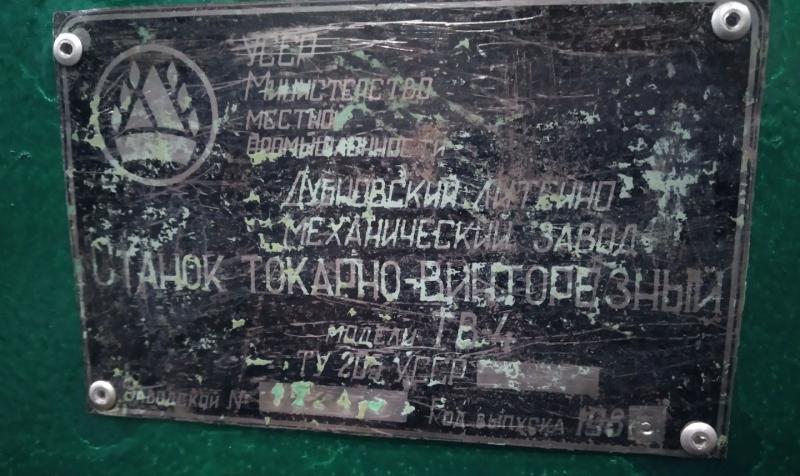 УССР
Министерство
местной
промышленности
Дубновский литейно
механический завод
Станок токарно-винторезный
модели ТВ-4
ТУ 205 УССР
Заводской №
Год выпуска 198